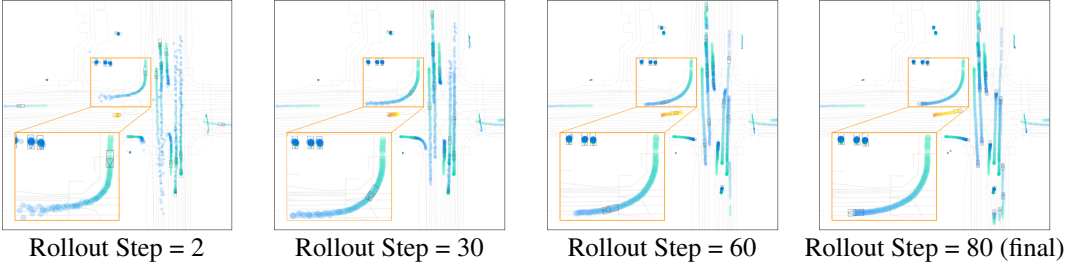 Rollout Step = 2
Rollout Step = 30
Rollout Step = 60
Rollout Step = 80 (final)